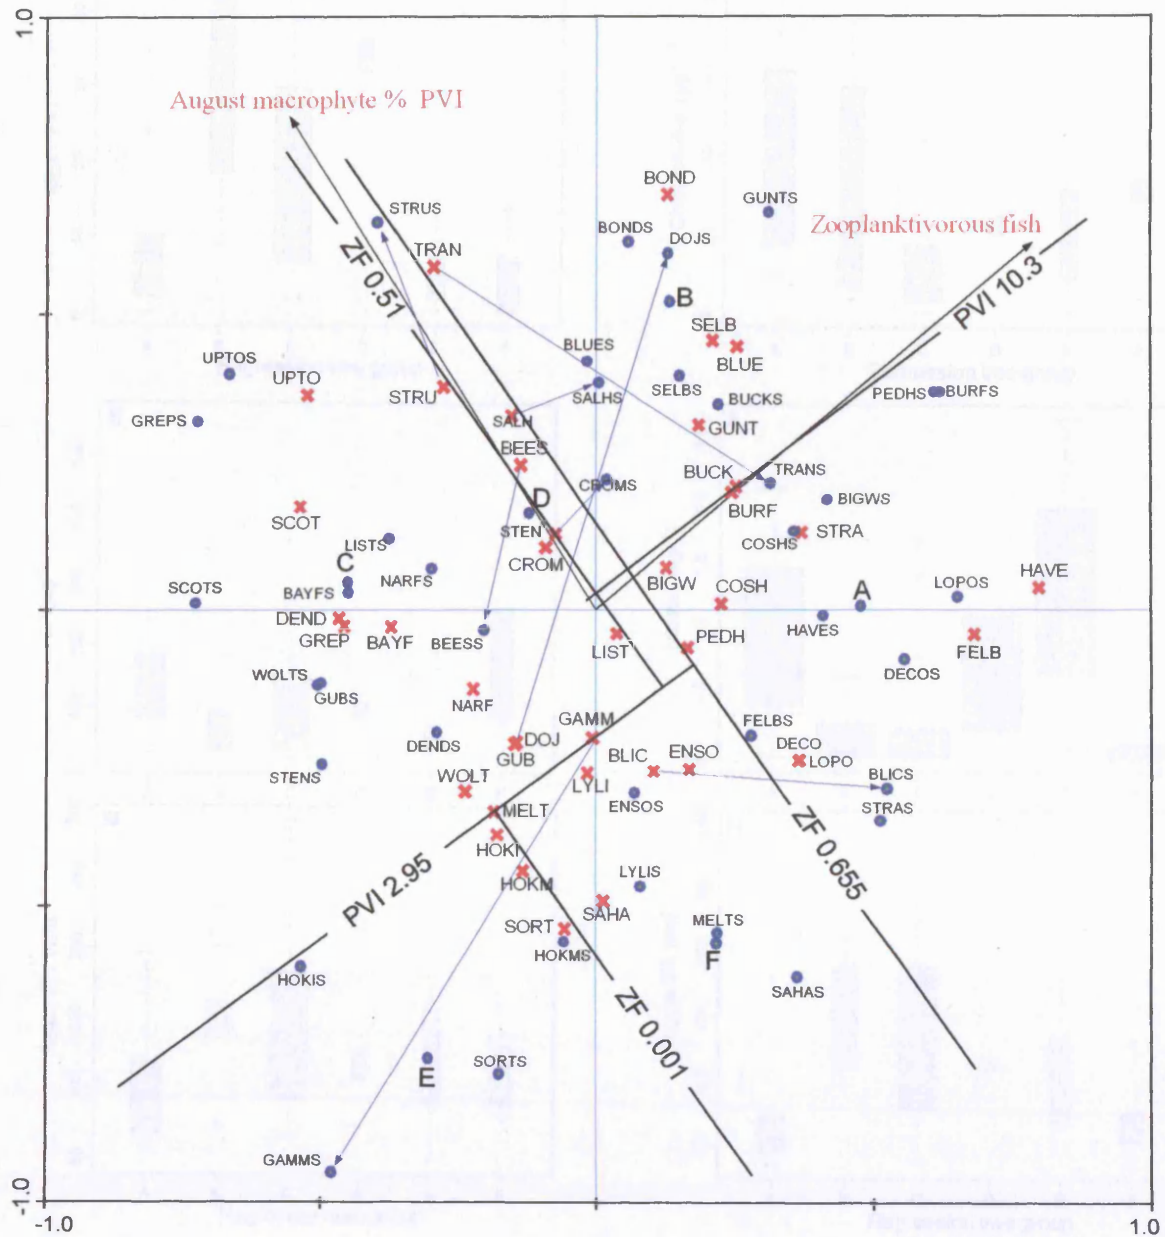 1.0
August macrophyte % PVI
BOND
GUNTS
STRUS
BONDS
DOJS
Zooplanktivorous fish
TRAN
ZF 0.51
PVI 10.3
B
SELB
BLUES
BLUE
UPTOS
UPTO
STRU
SALHS
SELBS
BUCKS
PEDHS
BURFS
GREPS
SALH
GUNT
BEES
BUCK
TRANS
CROMS
D
BIGWS
BURF
SCOT
STEN
STRA
LISTS
COSHS
CROM
C
NARFS
BIGW
HAVE
SCOTS
BAYFS
COSH
A
LOPOS
DEND
GREP
BAYF
BEESS
LIST
PEDH
HAVES
FELB
WOLTS
DECOS
GUBS
NARF
GAMM
FELBS
DENDS
DOJ
GUB
BLIC
ENSO
DECO
LOPO
STENS
WOLT
LYLI
BLICS
ENSOS
MELT
STRAS
HOKI
PVI 2.95
ZF 0.655
HOKM
LYLIS
SAHA
SORT
MELTS
HOKMS
F
HOKIS
SAHAS
ZF 0.001
SORTS
E
GAMMS
-1.0
-1.0
1.0